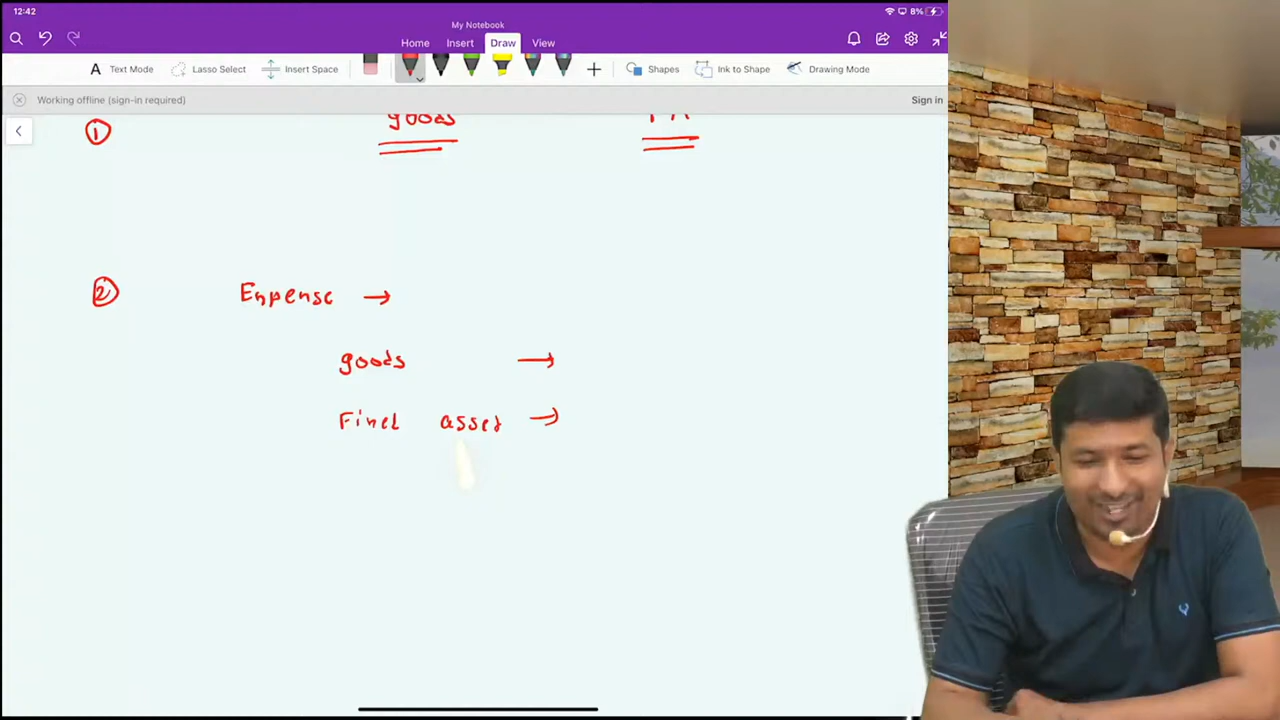 12:42
8%
My Notebook
Home Insert Draw View
Text Mode Lasso Select Insert Space Shapes Ink to Shape Drawing Mode
Working offline (sign-in required) Sign in
1 goods
2 Expense →
goods →
Fixed asset →